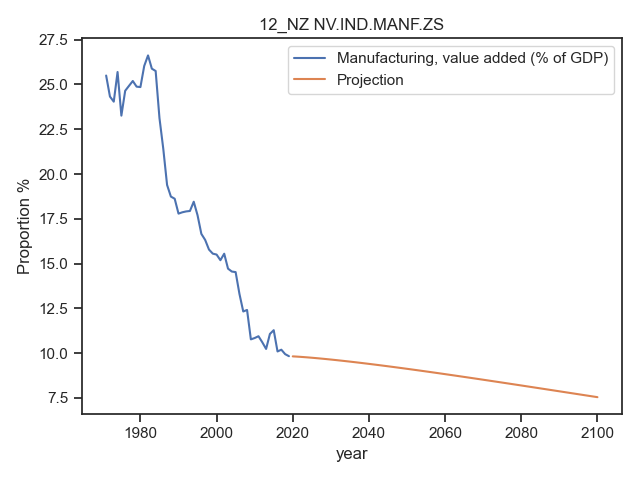 12_NZ NV.IND.MANF.ZS
Manufacturing, value added (% of GDP)
Projection
Proportion %
27.5
25.0
22.5
20.0
17.5
15.0
12.5
10.0
7.5
1980 2000 2020 2040 2060 2080 2100
year